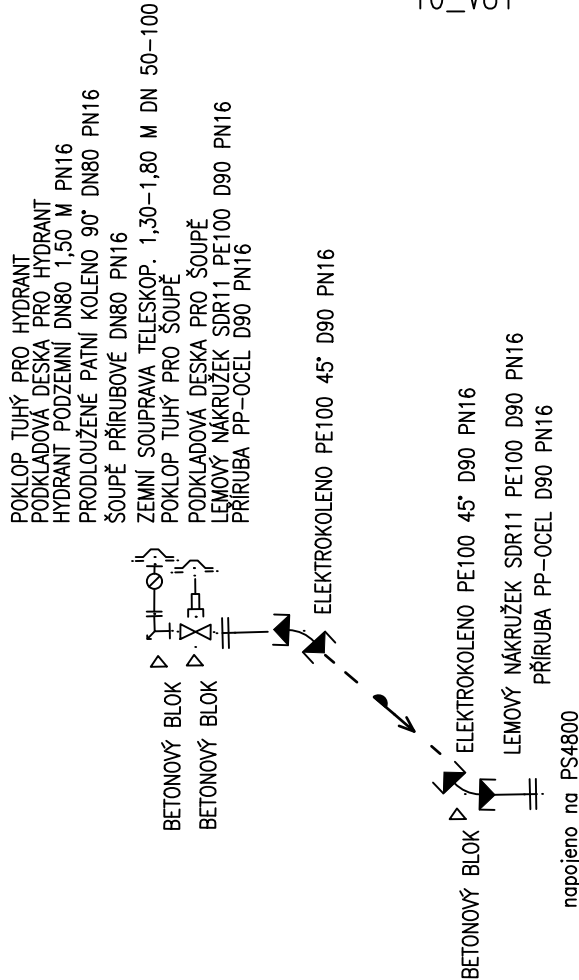 POKLOP TUHÝ PRO HYDRANT
PODKLADOVÁ DESKA PRO HYDRANT
HYDRANT PODZEMNÍ DN80 1,50 M PN16
PRODLOUŽENÉ PATNÍ KOLENO 90° DN80 PN16
ŠOUPĚ PŘÍRUBOVÉ DN80 PN16
ZEMNÍ SOUPRAVA TELESKOP. 1,30-1,80 M DN 50-100
POKLOP TUHÝ PRO ŠOUPĚ
PODKLADOVÁ DESKA PRO ŠOUPĚ
LEMOVÝ NÁKRUŽEK SDR11 PE100 D90 PN16
PŘÍRUBA PP-OCEL D90 PN16
ELEKTROKOLENO PE100 45° D90 PN16
BETONOVÝ BLOK
BETONOVÝ BLOK
ELEKTROKOLENO PE100 45° D90 PN16
LEMOVÝ NÁKRUŽEK SDR11 PE100 D90 PN16
PŘÍRUBA PP-OCEL D90 PN16
BETONOVÝ BLOK
napojeno na PS4800